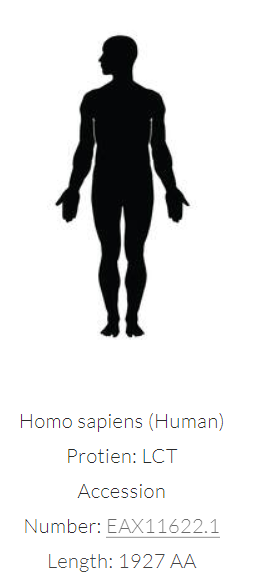 Homo sapiens (Human)
Protien: LCT
Accession
Number: EAX11622.1
Length: 1927 AA